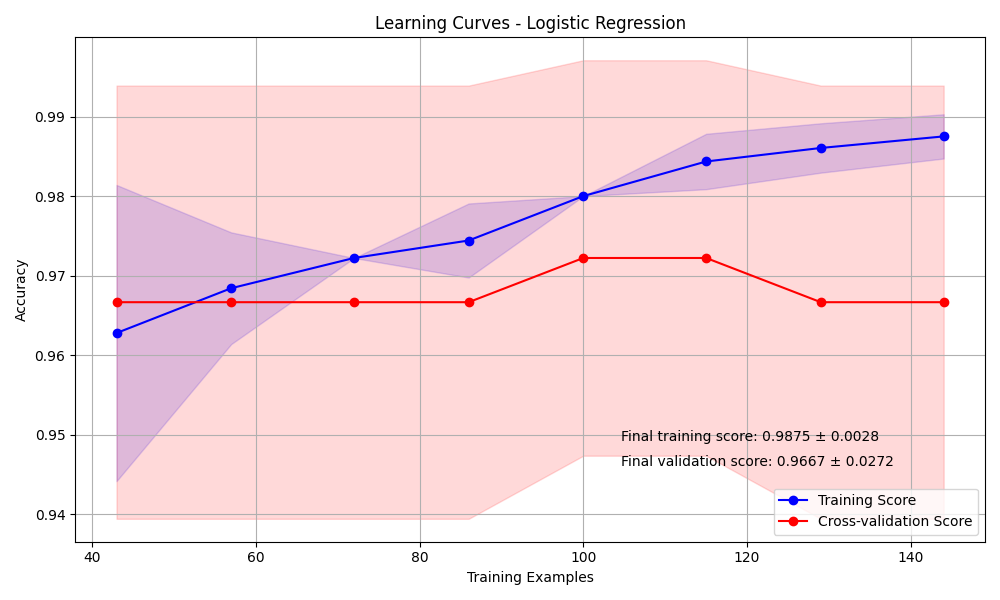 Learning Curves - Logistic Regression
Accuracy
0.99
0.98
0.97
0.96
0.95
0.94
Final training score: 0.9875 ± 0.0028
Final validation score: 0.9667 ± 0.0272
Training Score
Cross-validation Score
40
60
80
100
120
140
Training Examples